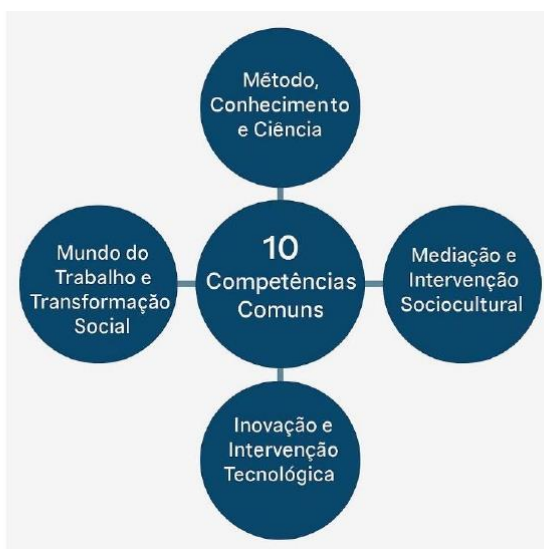 Método,
Conhecimento
e Ciência
Mundo do
Trabalho e
Transformação
Social
10
Competências
Comuns
Mediação e
Intervenção
Sociocultural
Inovação e
Intervenção
Tecnológica